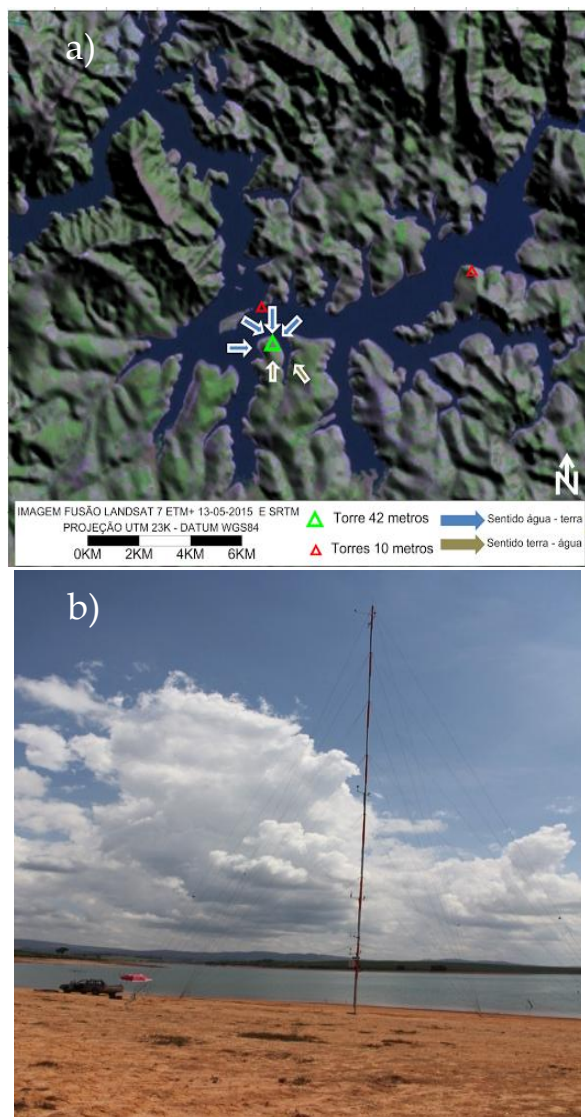 a)
N
IMAGEM FUSÃO LANDSAT 7 ETM+ 13-05-2015 E SRTM
PROJEÇÃO UTM 23K - DATUM WGS84
0KM 2KM 4KM 6KM
Torre 42 metros
Torres 10 metros
Sentido água - terra
Sentido terra - água
b)